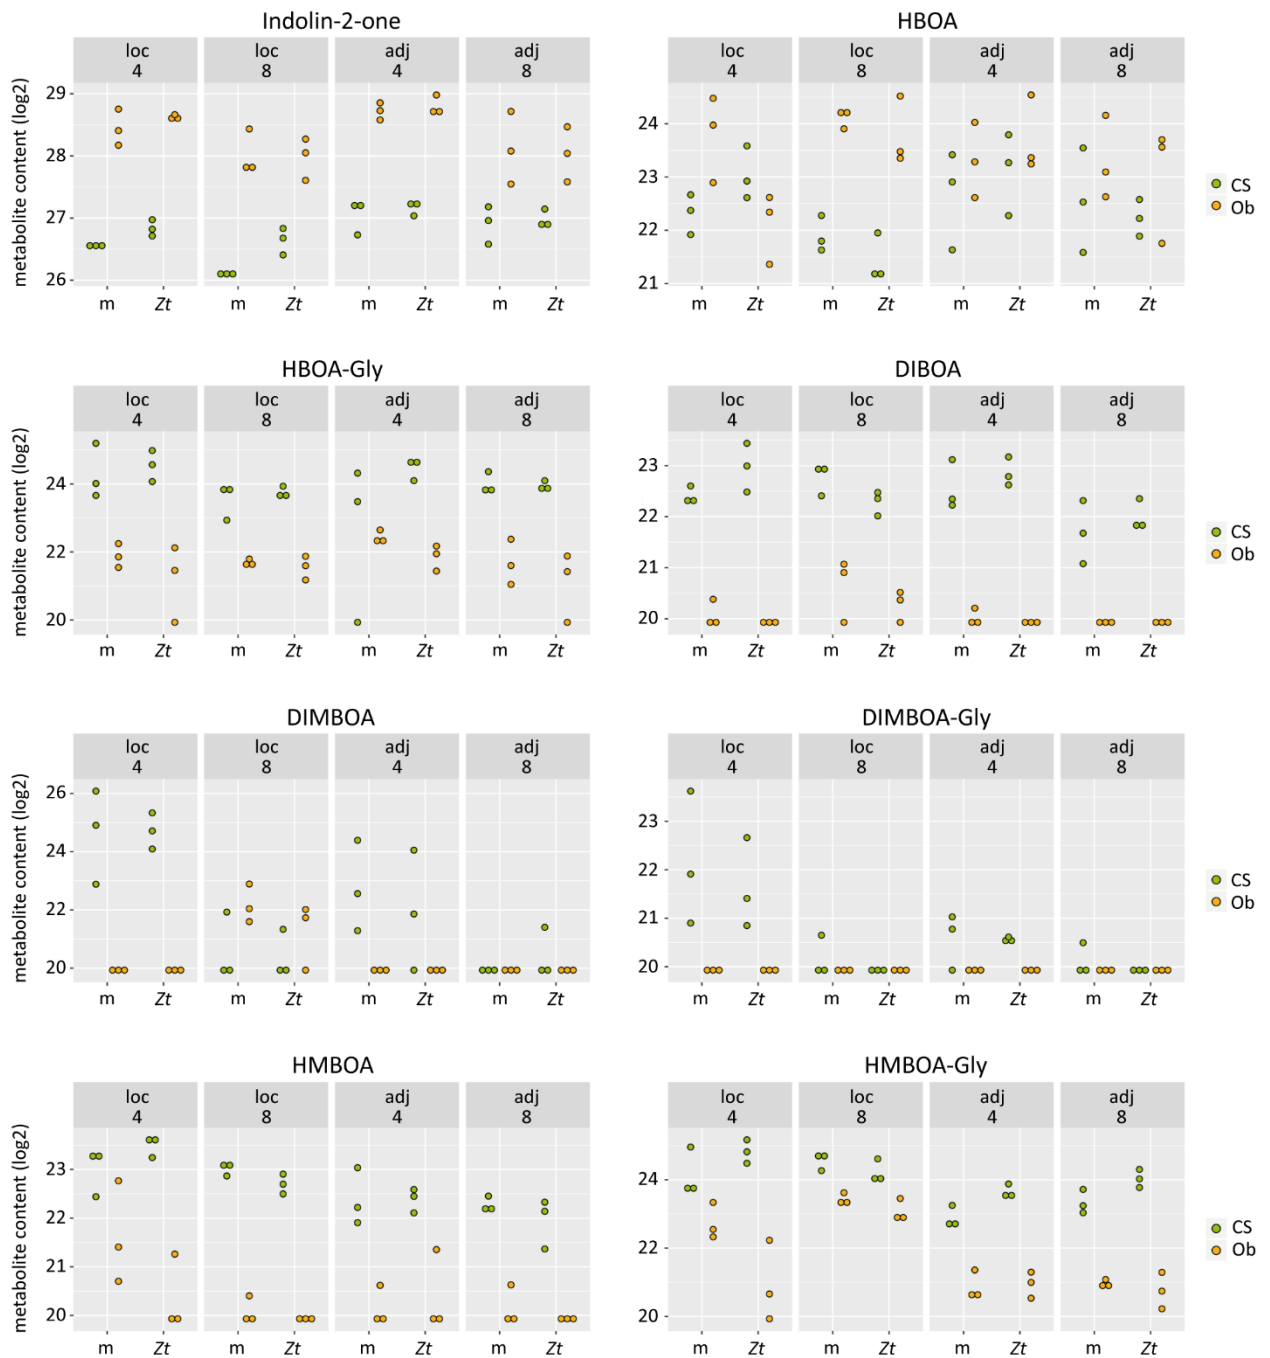 Indolin-2-one
loc loc adj adj
4 8 4 8
metabolite content (log2)
29
28
27
26
m Zt m Zt m Zt m Zt
HBOA
loc loc adj adj
4 8 4 8
24
23
22
21
m Zt m Zt m Zt m Zt
CS
Ob
HBOA-Gly
loc loc adj adj
4 8 4 8
metabolite content (log2)
24
22
20
m Zt m Zt m Zt m Zt
DIBOA
loc loc adj adj
4 8 4 8
23
22
21
20
m Zt m Zt m Zt m Zt
CS
Ob
DIMBOA
loc loc adj adj
4 8 4 8
metabolite content (log2)
26
24
22
20
m Zt m Zt m Zt m Zt
DIMBOA-Gly
loc loc adj adj
4 8 4 8
23
22
21
20
m Zt m Zt m Zt m Zt
CS
Ob
HMBOA
loc loc adj adj
4 8 4 8
metabolite content (log2)
23
22
21
20
m Zt m Zt m Zt m Zt
HMBOA-Gly
loc loc adj adj
4 8 4 8
24
22
20
m Zt m Zt m Zt m Zt
CS
Ob